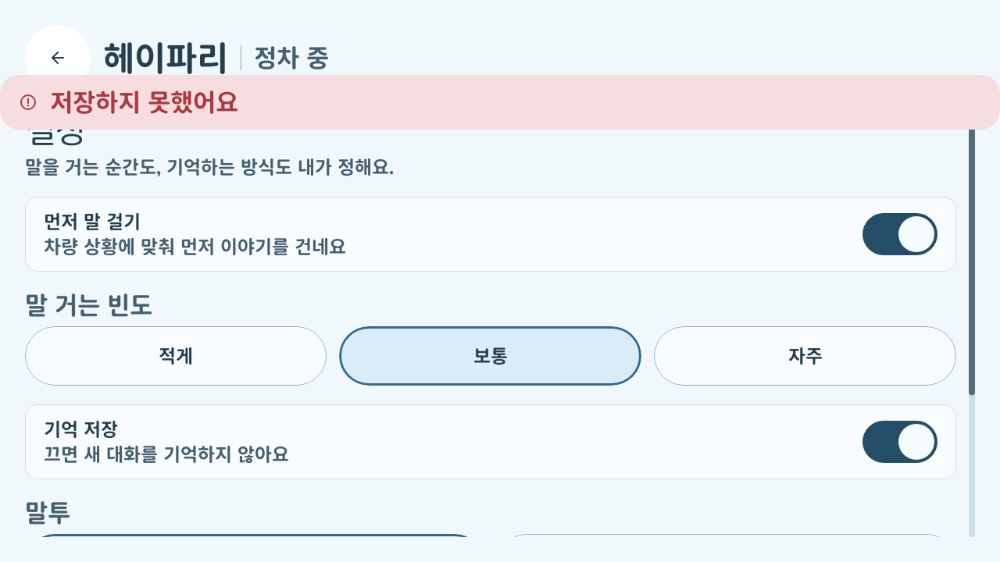 헤이파리
정차 중
저장하지 못했어요
말을 거는 순간도, 기억하는 방식도 내가 정해요.
먼저 말 걸기
차량 상황에 맞춰 먼저 이야기를 건네요
말 거는 빈도
적게
보통
자주
기억 저장
끄면 새 대화를 기억하지 않아요
말투